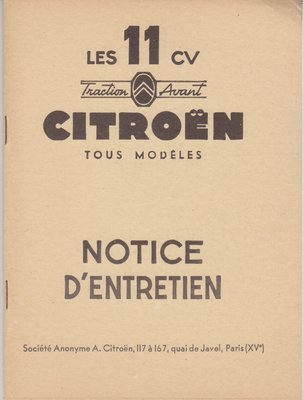 LES 11 CV
Traction Avant
CITROËN
TOUS MODÈLES
NOTICE
D'ENTRETIEN
Société Anonyme A. Citroën, 117 à 167, quai de Javel, Paris (XVᵉ)